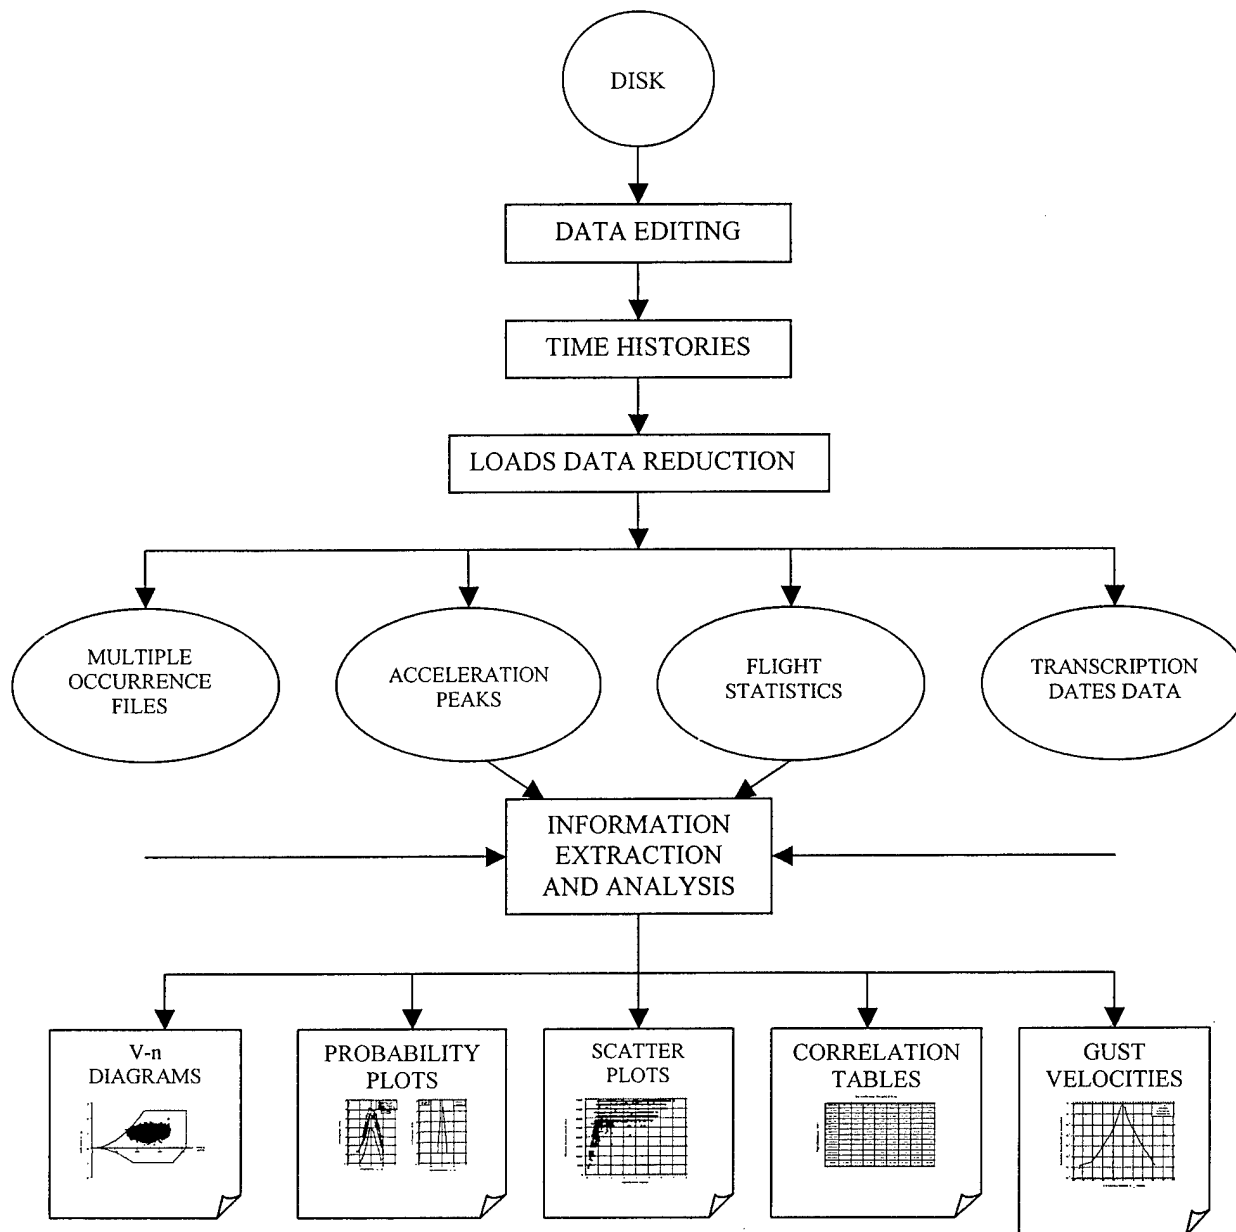 DISK
DATA EDITING
TIME HISTORIES
LOADS DATA REDUCTION
MULTIPLE
OCCURRENCE
FILES
ACCELERATION
PEAKS
FLIGHT
STATISTICS
TRANSCRIPTION
DATES DATA
INFORMATION
EXTRACTION
AND ANALYSIS
V-n
DIAGRAMS
PROBABILITY
PLOTS
SCATTER
PLOTS
CORRELATION
TABLES
GUST
VELOCITIES